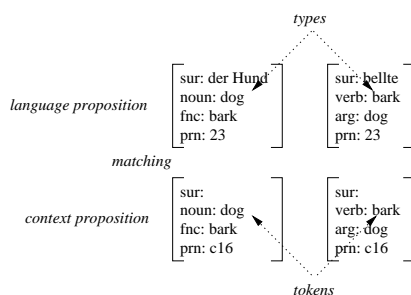 types
sur: der Hund
noun: dog
fnc: bark
prn: 23
sur: bellte
verb: bark
arg: dog
prn: 23
language proposition
matching
context proposition
sur:
noun: dog
fnc: bark
prn: c16
sur:
verb: bark
arg: dog
prn: c16
tokens